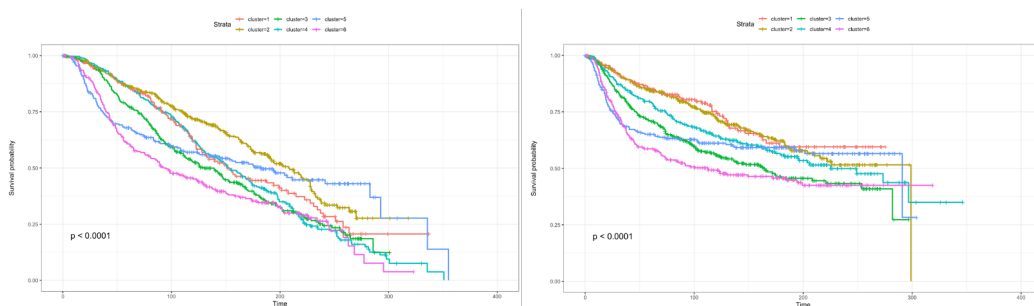 Strata
cluster=1 cluster=3 cluster=5
cluster=2 cluster=4 cluster=6
1.00
0.75
0.50
0.25
0.00
Survival probability
p < 0.0001
0 100 200 300 400
Time
Strata
cluster=1 cluster=3 cluster=5
cluster=2 cluster=4 cluster=6
1.00
0.75
0.50
0.25
0.00
Survival probability
p < 0.0001
0 100 200 300 400
Time